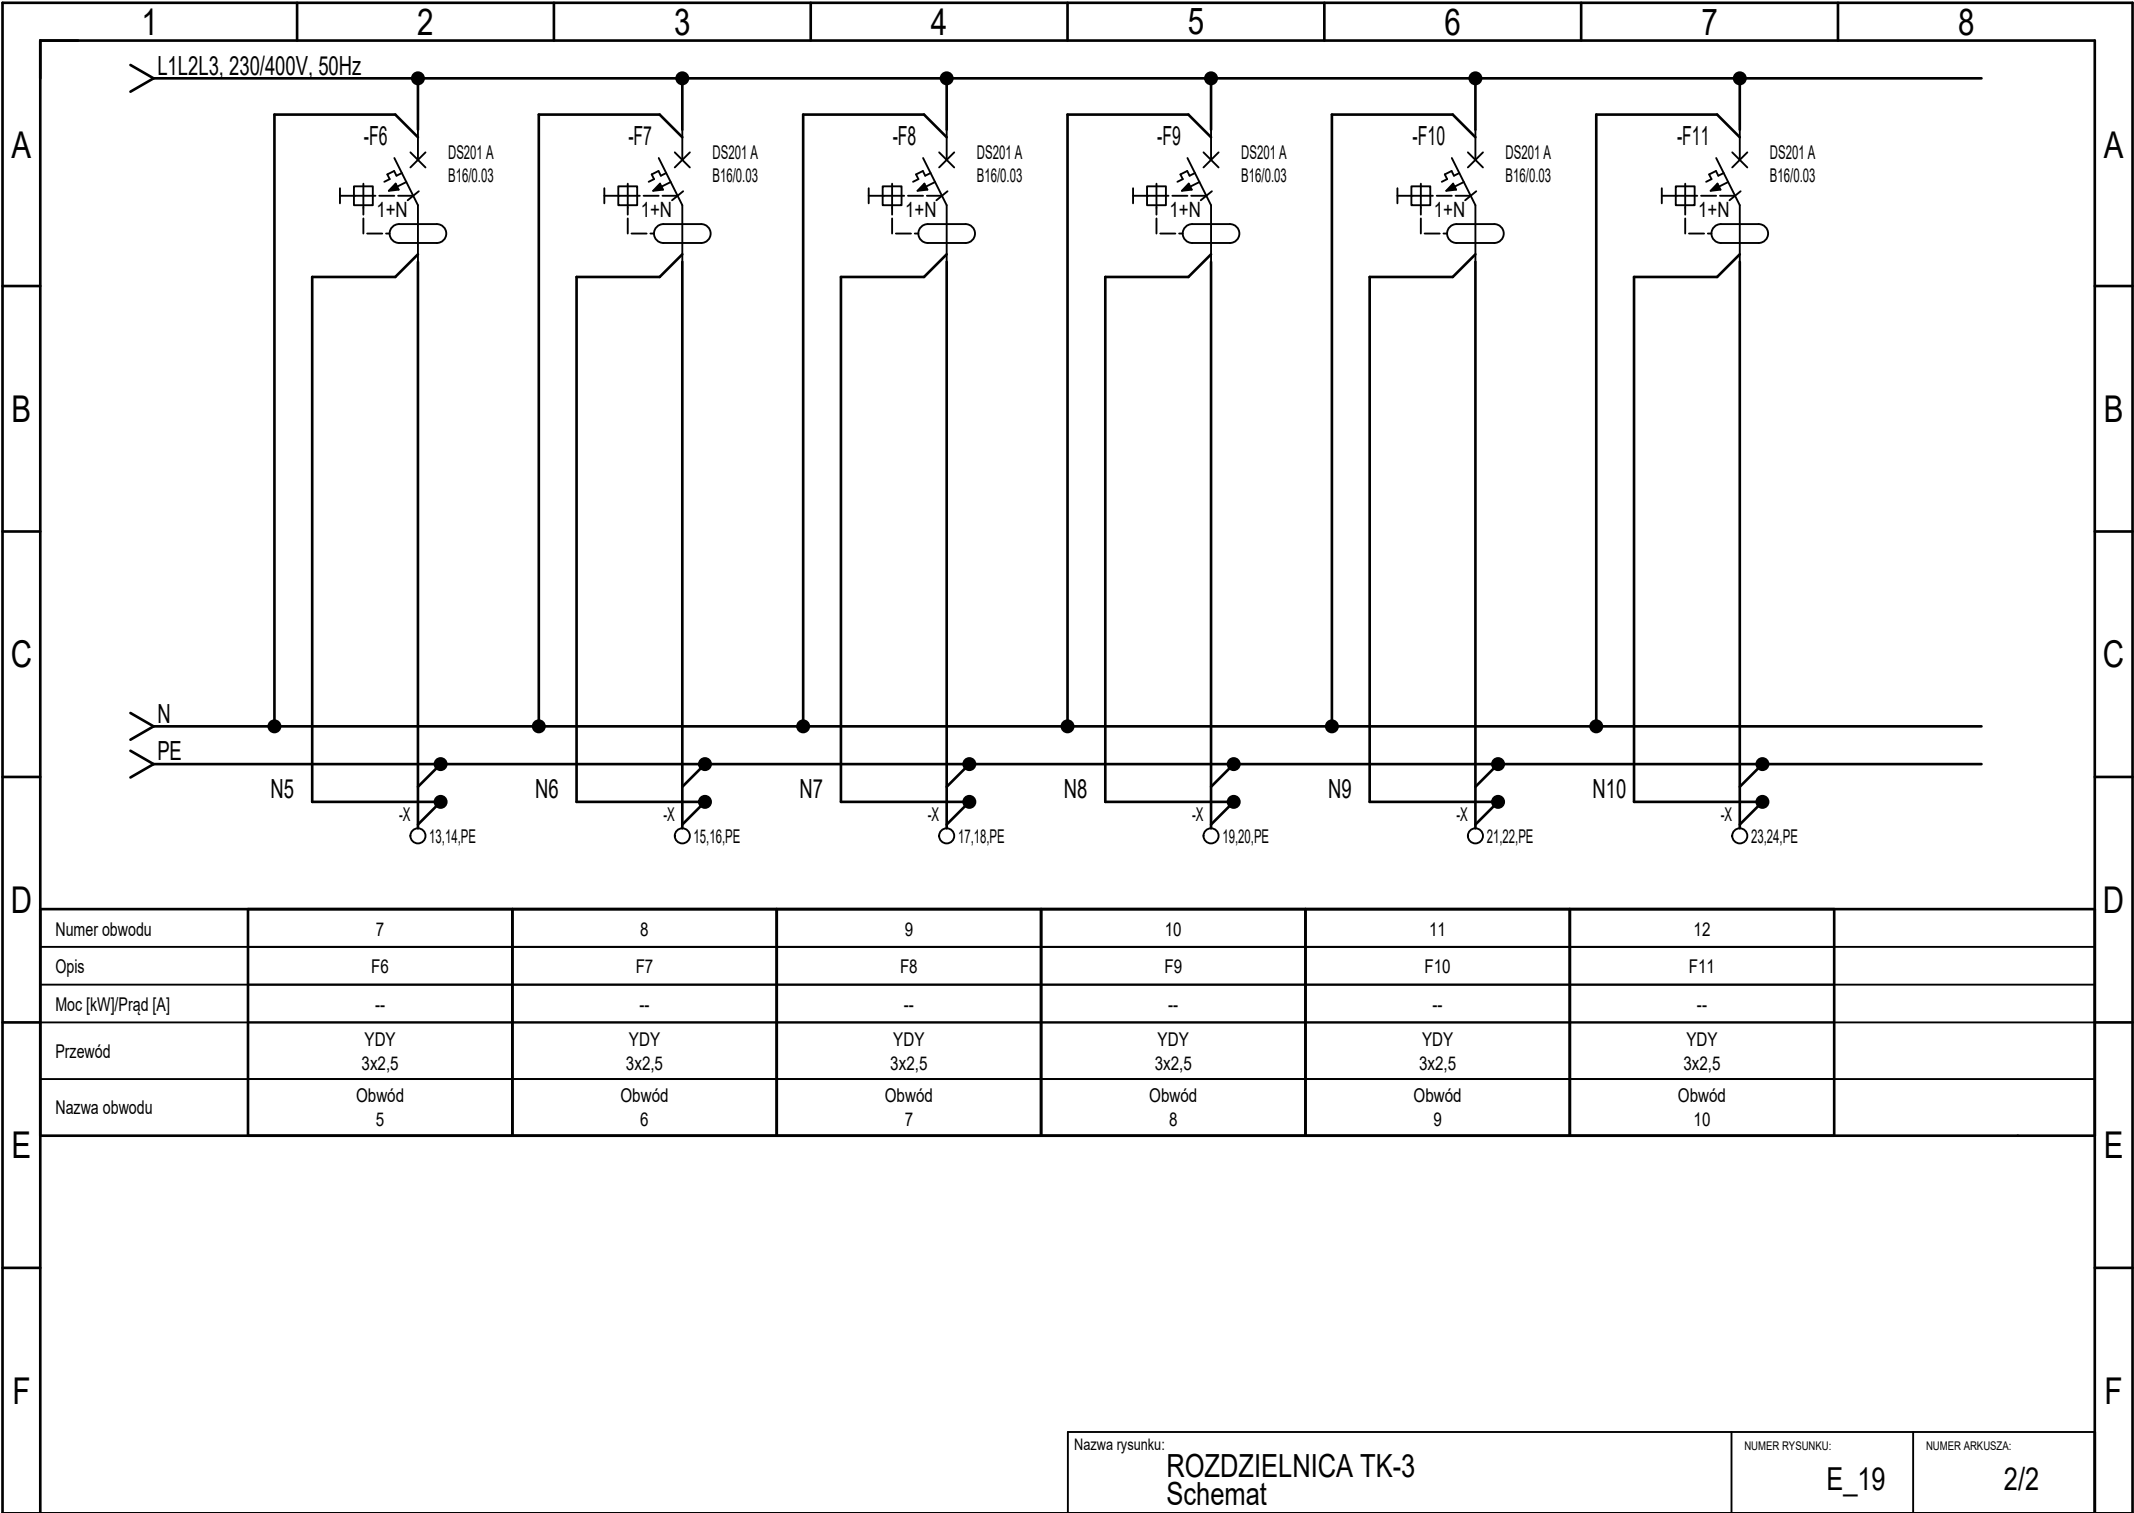 1 2 3 4 5 6 7 8
L1L2L3, 230/400V, 50Hz
A A
-F6 -F7 -F8 -F9 -F10 -F11
DS201 A DS201 A DS201 A DS201 A DS201 A DS201 A
B16/0.03 B16/0.03 B16/0.03 B16/0.03 B16/0.03 B16/0.03
1+N 1+N 1+N 1+N 1+N 1+N
B B
C C
N
PE
N5 N6 N7 N8 N9 N10
-X -X -X -X -X -X
13,14,PE 15,16,PE 17,18,PE 19,20,PE 21,22,PE 23,24,PE
D D
Numer obwodu 7 8 9 10 11 12
Opis F6 F7 F8 F9 F10 F11
Moc [kW]/Prąd [A] -- -- -- -- -- --
Przewód YDY YDY YDY YDY YDY YDY
3x2,5 3x2,5 3x2,5 3x2,5 3x2,5 3x2,5
Nazwa obwodu Obwód Obwód Obwód Obwód Obwód Obwód
5 6 7 8 9 10
E E
F F
Nazwa rysunku: NUMER RYSUNKU: NUMER ARKUSZA:
ROZDZIELNICA TK-3 E_19 2/2
Schemat